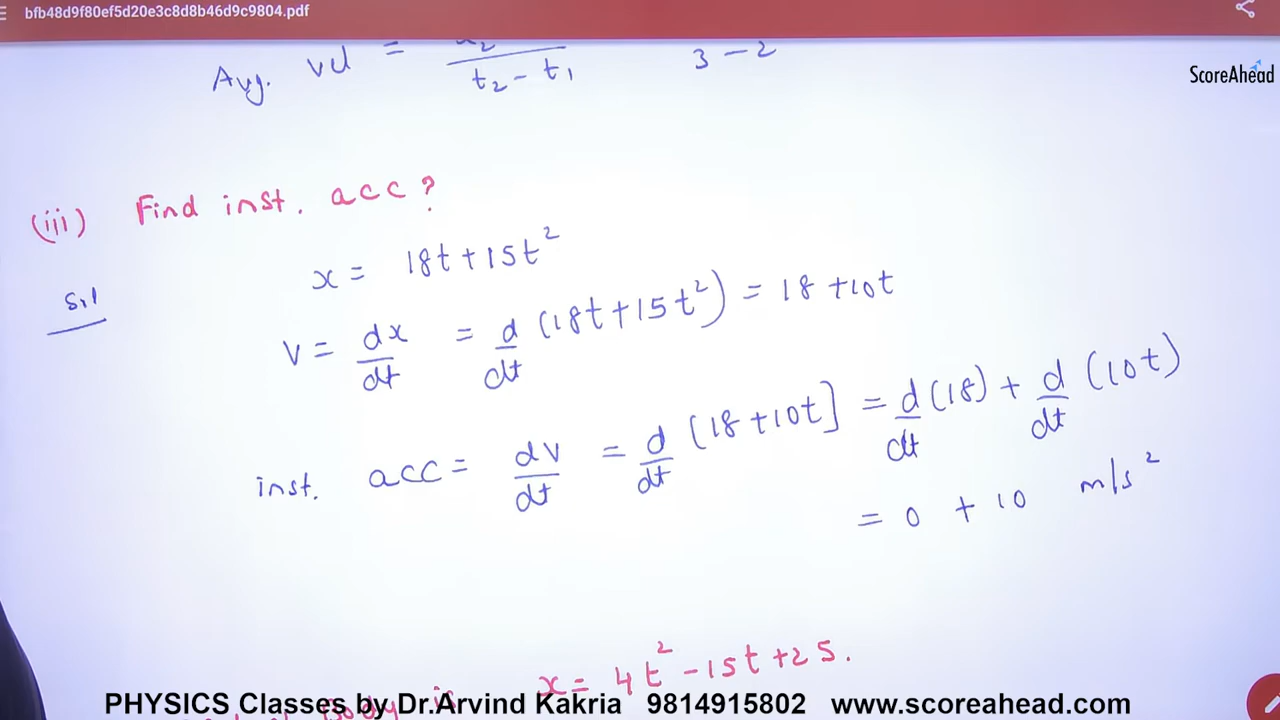 bfb48d9f80ef5d20e3c8d8b46d9c9804.pdf
ScoreAhead
Avg. vel = / t₂ - t₁ 3 - 2
(iii) Find inst. acc?
Sol x = 18t + 15t²
v = dx/dt = d/dt (18t + 15t²) = 18 + 10t
inst. acc = dv/dt = d/dt (18 + 10t] = d/dt (18) + d/dt (10t)
= 0 + 10 m/s²
x = 4t² - 15t + 25.
Body is
PHYSICS Classes by Dr.Arvind Kakria 9814915802 www.scoreahead.com